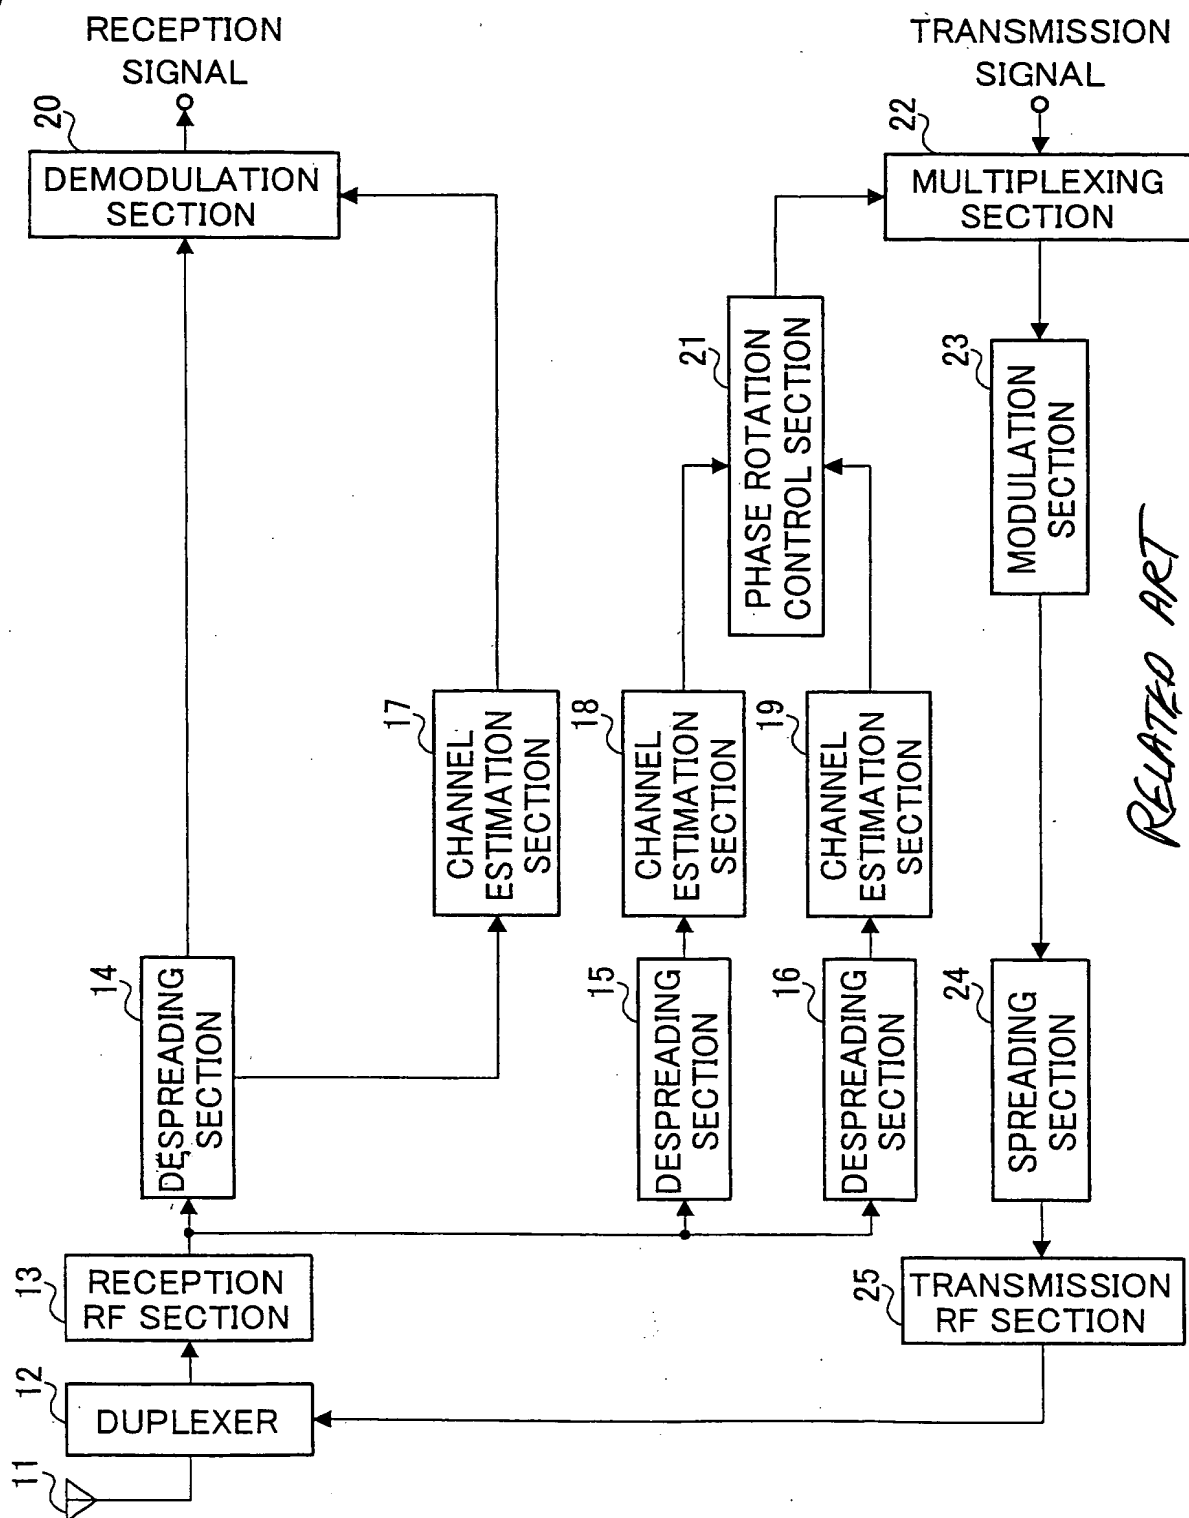 RECEPTION
SIGNAL
20
DEMODULATION
SECTION
TRANSMISSION
SIGNAL
22
MULTIPLEXING
SECTION
21
PHASE ROTATION
CONTROL SECTION
23
MODULATION
SECTION
17
CHANNEL
ESTIMATION
SECTION
18
CHANNEL
ESTIMATION
SECTION
19
CHANNEL
ESTIMATION
SECTION
14
DESPREADING
SECTION
15
DESPREADING
SECTION
16
DESPREADING
SECTION
24
SPREADING
SECTION
13
RECEPTION
RF SECTION
25
TRANSMISSION
RF SECTION
12
DUPLEXER
11
RELATED ART